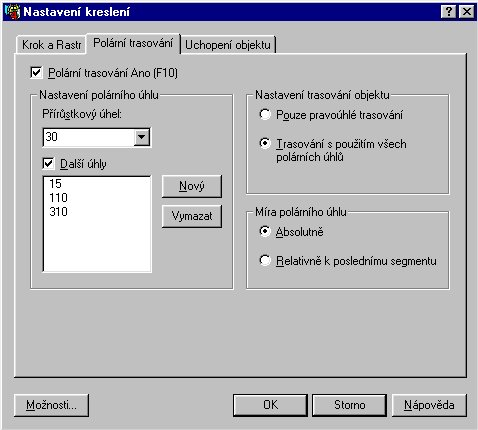 Nastavení kreslení
Krok a Rastr
Polární trasování
Uchopení objektu
Polární trasování Ano (F10)
Nastavení polárního úhlu
Přírůstkový úhel:
30
Další úhly
15
110
310
Nový
Vymazat
Nastavení trasování objektu
Pouze pravoúhlé trasování
Trasování s použitím všech
polárních úhlů
Míra polárního úhlu
Absolutně
Relativně k poslednímu segmentu
Možnosti...
OK
Storno
Nápověda